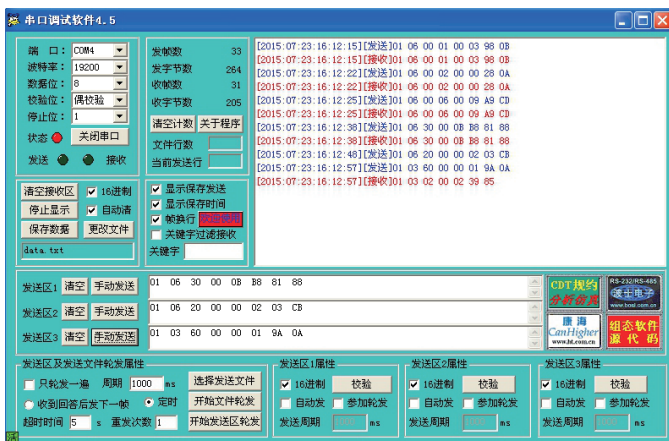 串口调试软件4.5
端 口： COM4
波特率： 19200
数据位： 8
校验位： 偶校验
停止位： 1
状态 关闭串口
发送 接收
发帧数 33
发字节数 264
收帧数 31
收字节数 205
清空计数 关于程序
文件行数
当前发送行
[2015:07:23:16:12:15][发送]01 06 00 01 00 03 98 0B
[2015:07:23:16:12:15][接收]01 06 00 01 00 03 98 0B
[2015:07:23:16:12:22][发送]01 06 00 02 00 00 28 0A
[2015:07:23:16:12:22][接收]01 06 00 02 00 00 28 0A
[2015:07:23:16:12:25][发送]01 06 00 06 00 09 A9 CD
[2015:07:23:16:12:25][接收]01 06 00 06 00 09 A9 CD
[2015:07:23:16:12:38][发送]01 06 30 00 0B B8 81 88
[2015:07:23:16:12:38][接收]01 06 30 00 0B B8 81 88
[2015:07:23:16:12:48][发送]01 06 20 00 00 02 03 CB
[2015:07:23:16:12:57][发送]01 03 60 00 00 01 9A 0A
[2015:07:23:16:12:57][接收]01 03 02 00 02 39 85
清空接收区 16进制
停止显示 自动清
保存数据 更改文件
data.txt
显示保存发送
显示保存时间
帧换行 欢迎使用
关键字过滤接收
关键字
发送区1 清空 手动发送 01 06 30 00 0B B8 81 88
发送区2 清空 手动发送 01 06 20 00 00 02 03 CB
发送区3 清空 手动发送 01 03 60 00 00 01 9A 0A
CDT规约
分析仿真
RS-232/RS-485
波士电子
www.bosi.com.cn
康海
CanHigher
www.ht.com.cn
组态软件
源代码
发送区及发送文件轮发属性
只轮发一遍 周期 1000 ms 选择发送文件
收到回答后发下一帧 定时 开始文件轮发
超时时间 5 s 重发次数 1 开始发送区轮发
发送区1属性
16进制 校验
自动发 参加轮发
发送周期 ms
发送区2属性
16进制 校验
自动发 参加轮发
发送周期 ms
发送区3属性
16进制 校验
自动发 参加轮发
发送周期 ms